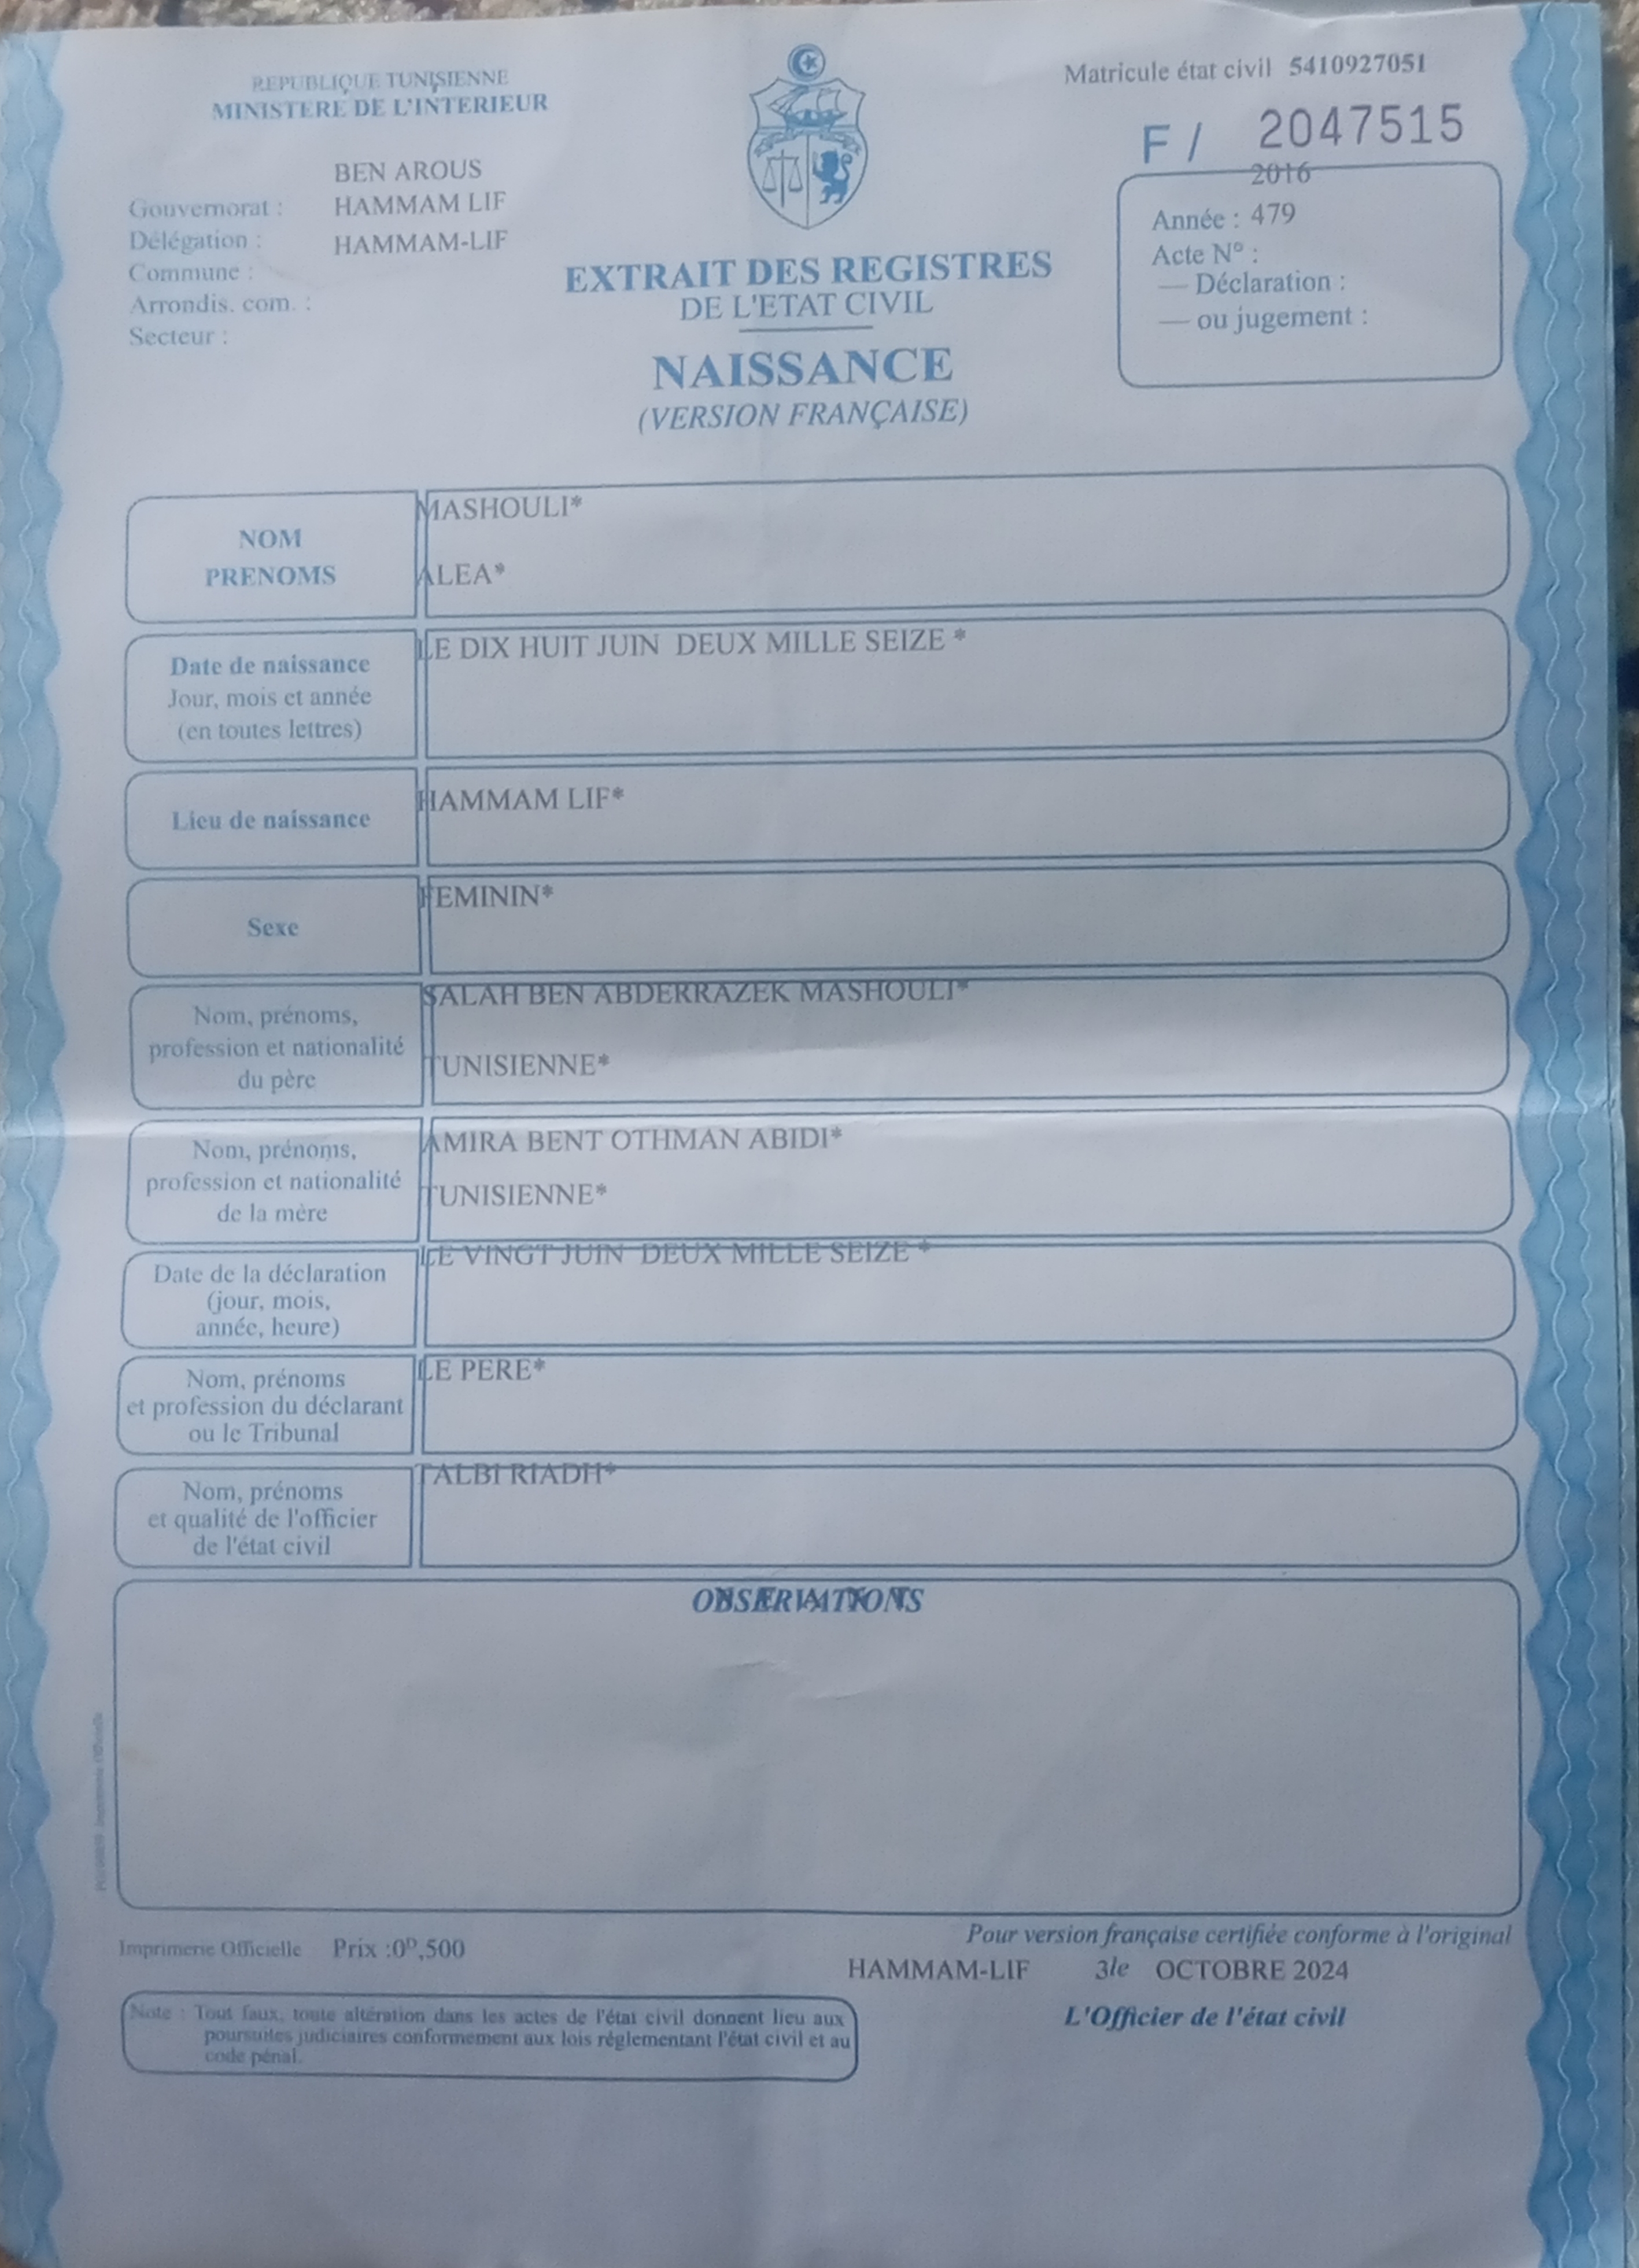 REPUBLIQUE TUNISIENNE
MINISTERE DE L'INTERIEUR
Matricule état civil 5410927051
F / 2047515
BEN AROUS
Gouvernorat : HAMMAM LIF
Délégation : HAMMAM-LIF
Commune :
Arrondis. com. :
Secteur :
2016
Année : 479
Acte Nº :
— Déclaration :
— ou jugement :
EXTRAIT DES REGISTRES
DE L'ETAT CIVIL
NAISSANCE
(VERSION FRANÇAISE)
NOM MASHOULI*
PRENOMS ALEA*
Date de naissance
Jour, mois et année
(en toutes lettres)
LE DIX HUIT JUIN DEUX MILLE SEIZE *
Lieu de naissance
HAMMAM LIF*
Sexe
FEMININ*
Nom, prénoms,
profession et nationalité
du père
SALAH BEN ABDERRAZEK MASHOULI*
TUNISIENNE*
Nom, prénoms,
profession et nationalité
de la mère
AMIRA BENT OTHMAN ABIDI*
TUNISIENNE*
Date de la déclaration
(jour, mois,
année, heure)
LE VINGT JUIN DEUX MILLE SEIZE *
Nom, prénoms
et profession du déclarant
ou le Tribunal
LE PERE*
Nom, prénoms
et qualité de l'officier
de l'état civil
TALBI RIADH*
OBSERVATIONS
Imprimerie Officielle Prix :0ᴰ,500
Pour version française certifiée conforme à l'original
HAMMAM-LIF 3le OCTOBRE 2024
L'Officier de l'état civil
Note : Tout faux, toute altération dans les actes de l'état civil donnent lieu aux
poursuites judiciaires conformement aux lois réglementant l'état civil et au
code pénal.